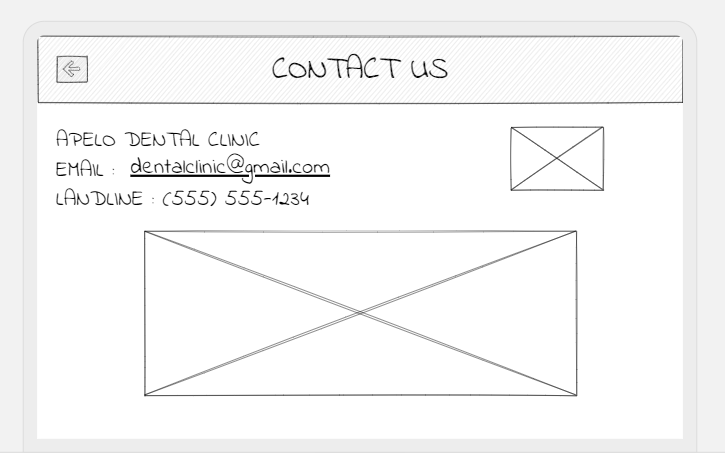 CONTACT US
APELO DENTAL CLINIC
EMAIL : dentalclinic@gmail.com
LANDLINE : (555) 555-1234